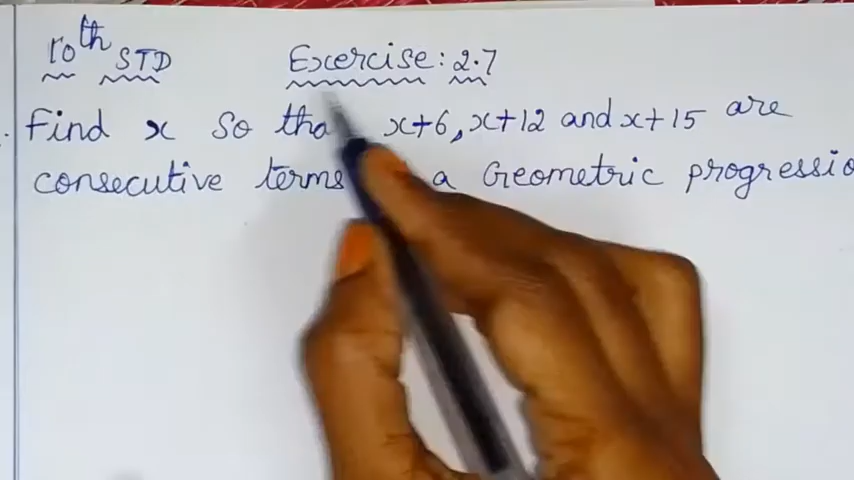 10th STD Exercise: 2.7
Find x so tha x+6, x+12 and x+15 are
consecutive terms a Geometric progressio